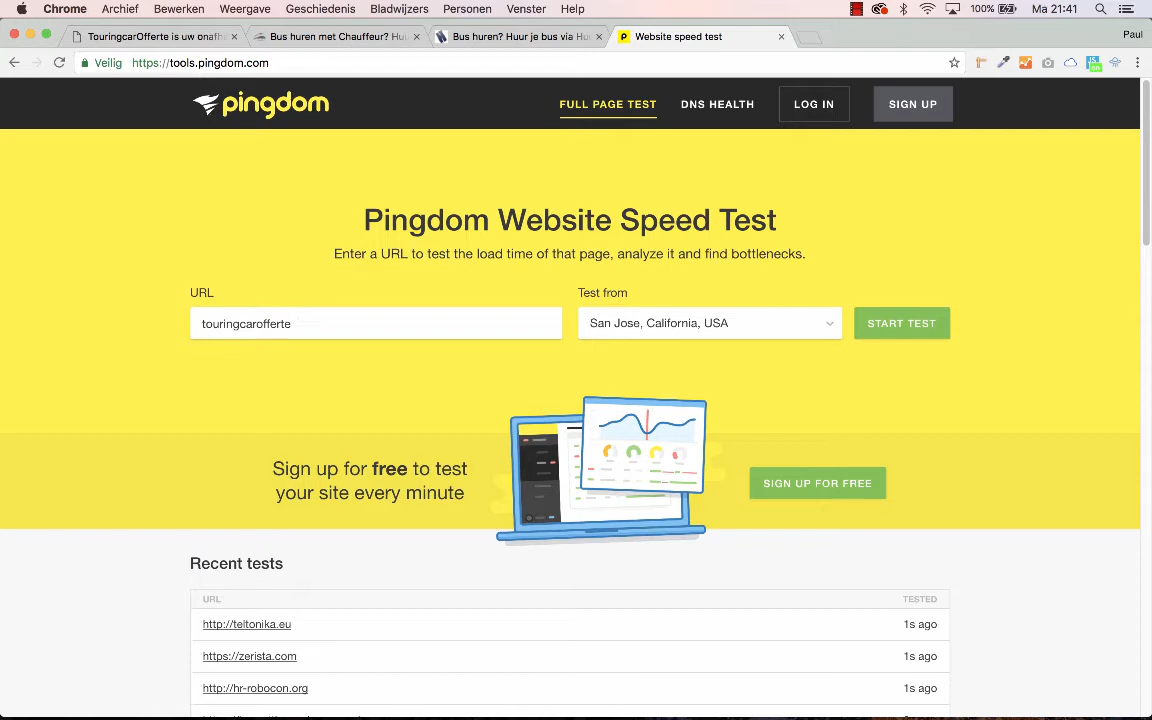 Chrome Archief Bewerken Weergave Geschiedenis Bladwijzers Personen Venster Help 100% Ma 21:41
TouringcarOfferte is uw onafh Bus huren met Chauffeur? Huu Bus huren? Huur je bus via Hu Website speed test Paul
Veilig https://tools.pingdom.com
pingdom FULL PAGE TEST DNS HEALTH LOG IN SIGN UP
Pingdom Website Speed Test
Enter a URL to test the load time of that page, analyze it and find bottlenecks.
URL Test from
touringcarofferte San Jose, California, USA START TEST
Sign up for free to test
your site every minute
SIGN UP FOR FREE
Recent tests
URL TESTED
http://teltonika.eu 1s ago
https://zerista.com 1s ago
http://hr-robocon.org 1s ago